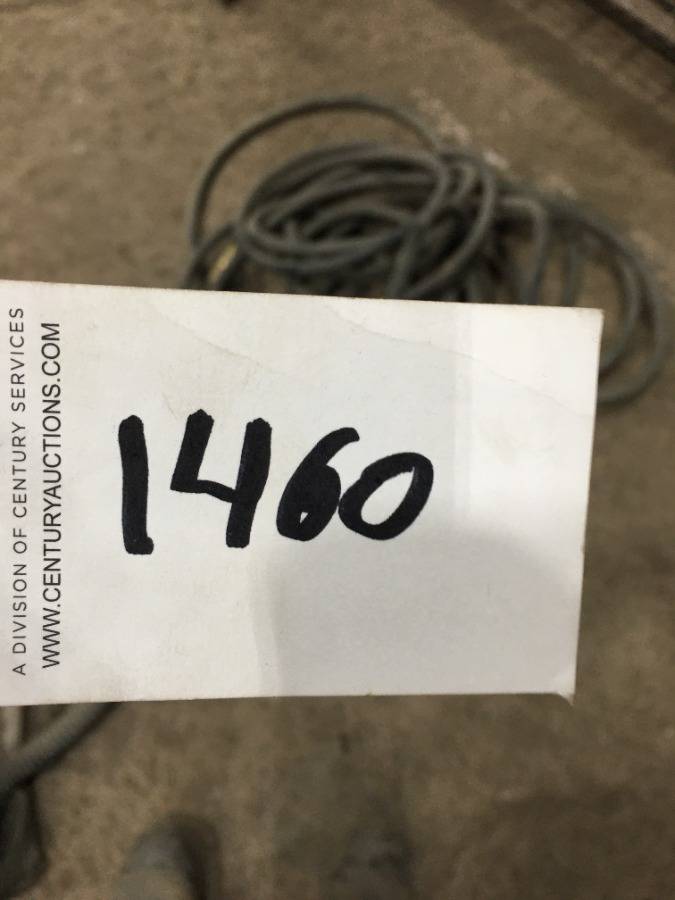 A DIVISION OF CENTURY SERVICES
WWW.CENTURYAUCTIONS.COM
1460